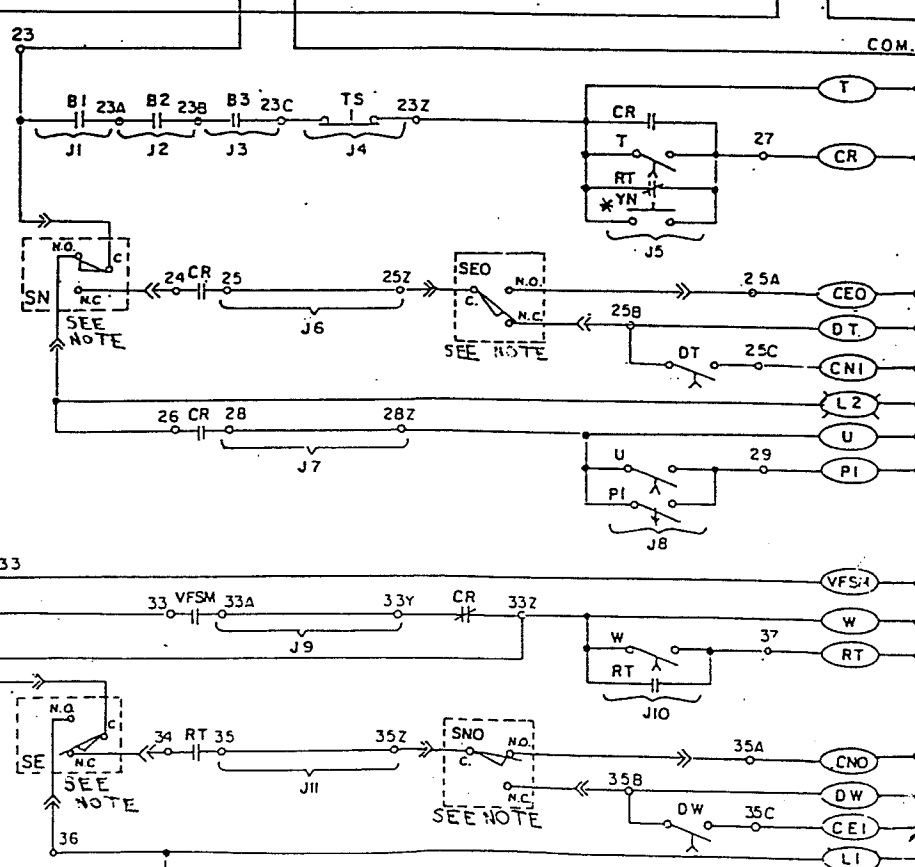 23
COM.
T
B1 23A B2 23B B3 23C TS 23Z
CR
J1 J2 J3 J4
T
27
CR
RT
* YN
J5
N.O.
C
SN
N.C
24 CR 25
25Z
SEO
N.O.
C.
N.C.
25A
CEO
SEE NOTE
J6
SEE NOTE
25B
DT
DT
25C
CN1
L2
26 CR 28
28Z
U
J7
U
29
P1
P1
J8
33
VFSM
33 VFSM 33A
33Y
CR
33Z
W
J9
W
37
RT
RT
J10
N.O.
C
SE
N.C
34 RT 35
35Z
SNO
N.O.
C.
N.C.
35A
CNO
SEE NOTE
J11
SEE NOTE
35B
DW
DW
35C
CE1
36
L1